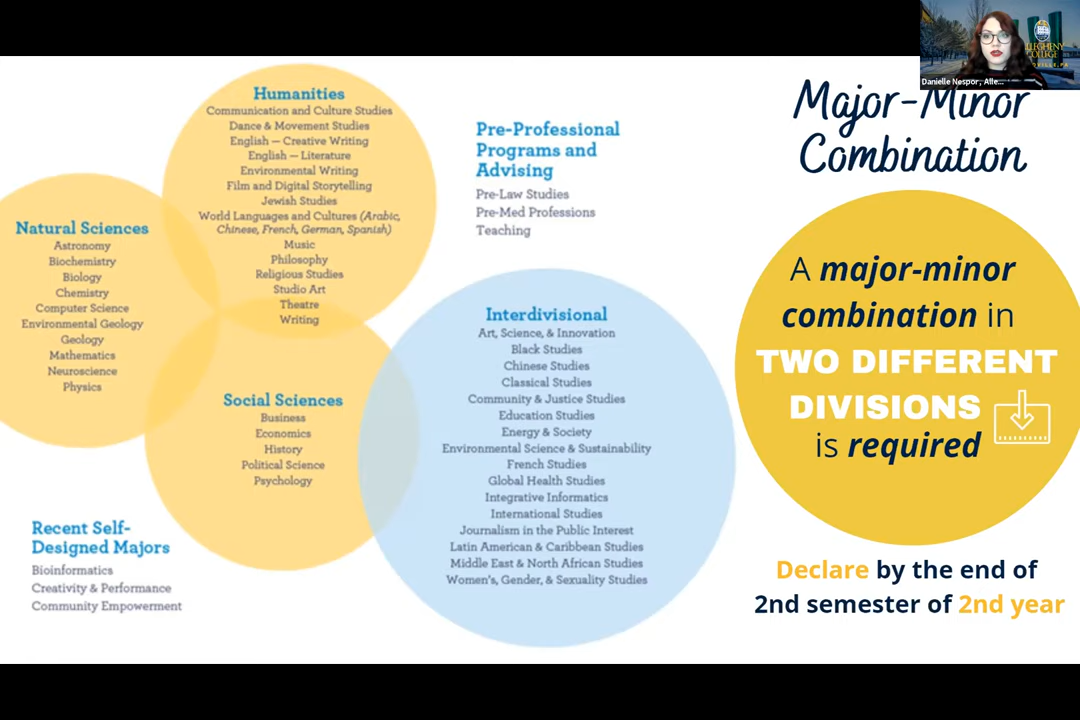 Humanities
Communication and Culture Studies
Dance & Movement Studies
English — Creative Writing
English — Literature
Environmental Writing
Film and Digital Storytelling
Jewish Studies
World Languages and Cultures (Arabic,
Chinese, French, German, Spanish)
Music
Philosophy
Religious Studies
Studio Art
Theatre
Writing
Natural Sciences
Astronomy
Biochemistry
Biology
Chemistry
Computer Science
Environmental Geology
Geology
Mathematics
Neuroscience
Physics
Social Sciences
Business
Economics
History
Political Science
Psychology
Recent Self-
Designed Majors
Bioinformatics
Creativity & Performance
Community Empowerment
Pre-Professional
Programs and
Advising
Pre-Law Studies
Pre-Med Professions
Teaching
Interdivisional
Art, Science, & Innovation
Black Studies
Chinese Studies
Classical Studies
Community & Justice Studies
Education Studies
Energy & Society
Environmental Science & Sustainability
French Studies
Global Health Studies
Integrative Informatics
International Studies
Journalism in the Public Interest
Latin American & Caribbean Studies
Middle East & North African Studies
Women's, Gender, & Sexuality Studies
Danielle Nespor, Alle...
Major-Minor
Combination
A major-minor
combination in
TWO DIFFERENT
DIVISIONS
is required
Declare by the end of
2nd semester of 2nd year